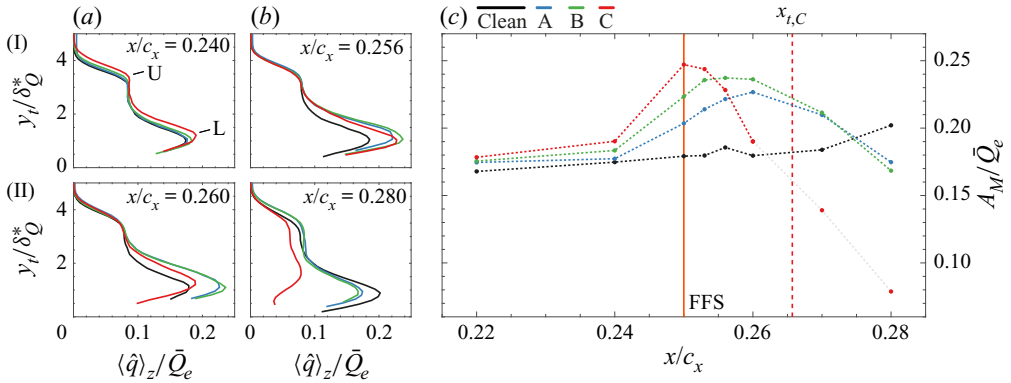 (a) (b) (c) Clean A B C x_{t,C}
(I) x/c_x = 0.240 x/c_x = 0.256
U
L
y_t/δ*_Q
4
2
0
(II) x/c_x = 0.260 x/c_x = 0.280
y_t/δ*_Q
4
2
0 0.1 0.2 0 0.1 0.2
⟨q̂⟩_z/Q̄_e ⟨q̂⟩_z/Q̄_e
0.25
0.20
0.15
0.10
A_M/Q̄_e
FFS
0.22 0.24 0.26 0.28
x/c_x